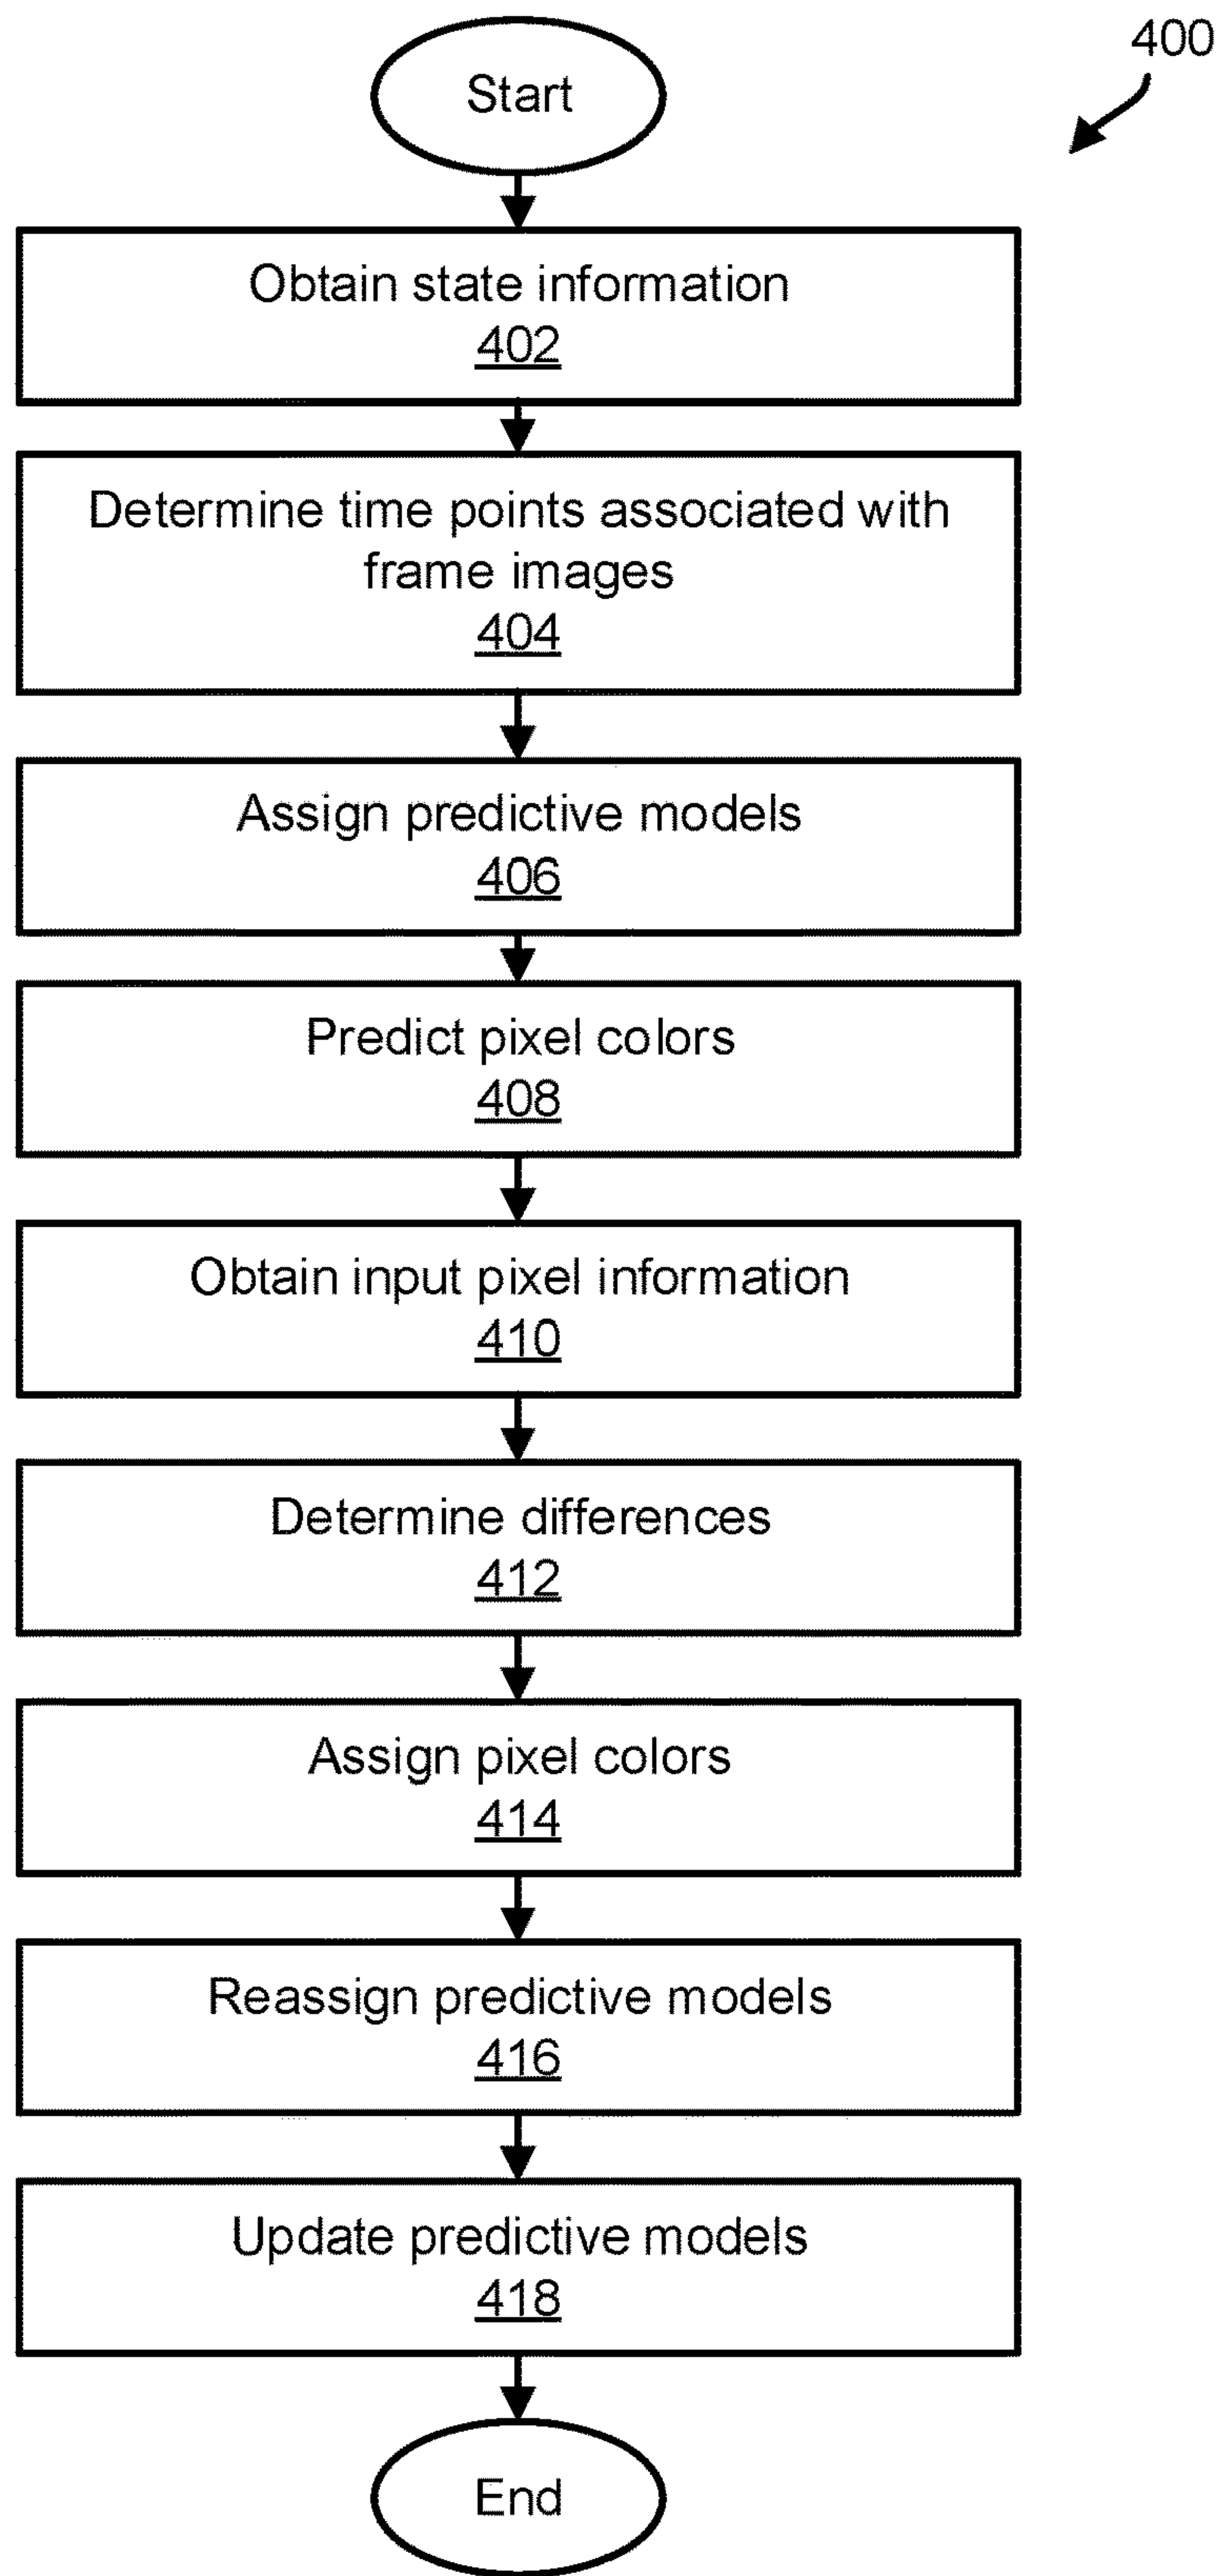 400
Start
Obtain state information
402
Determine time points associated with
frame images
404
Assign predictive models
406
Predict pixel colors
408
Obtain input pixel information
410
Determine differences
412
Assign pixel colors
414
Reassign predictive models
416
Update predictive models
418
End